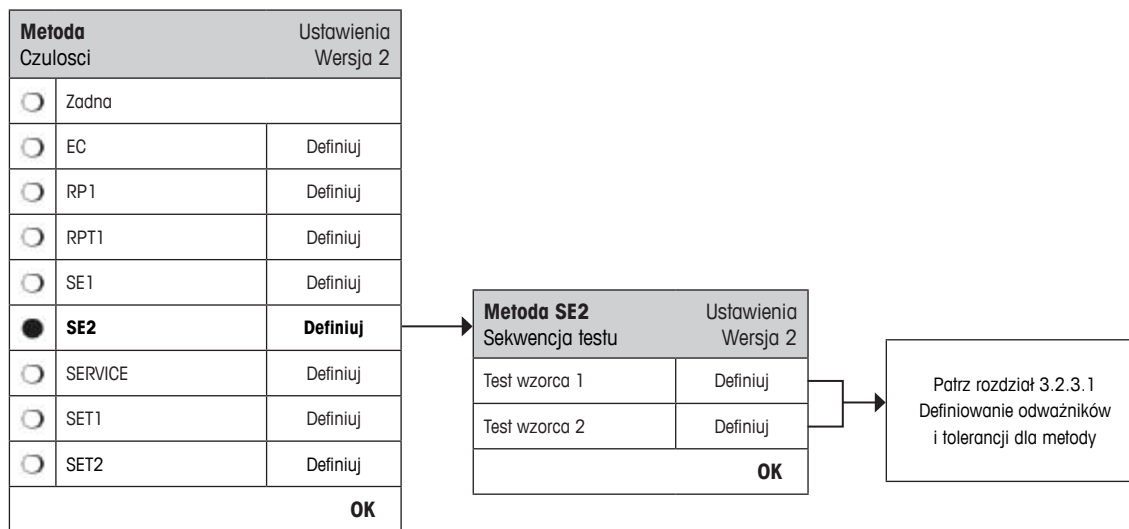 Metoda Ustawienia
Czulosci Wersja 2
Zadna
EC Definiuj
RP1 Definiuj
RPT1 Definiuj
SE1 Definiuj
SE2 Definiuj
SERVICE Definiuj
SET1 Definiuj
SET2 Definiuj
OK
Metoda SE2 Ustawienia
Sekwencja testu Wersja 2
Test wzorca 1 Definiuj
Test wzorca 2 Definiuj
OK
Patrz rozdział 3.2.3.1
Definiowanie odważników
i tolerancji dla metody